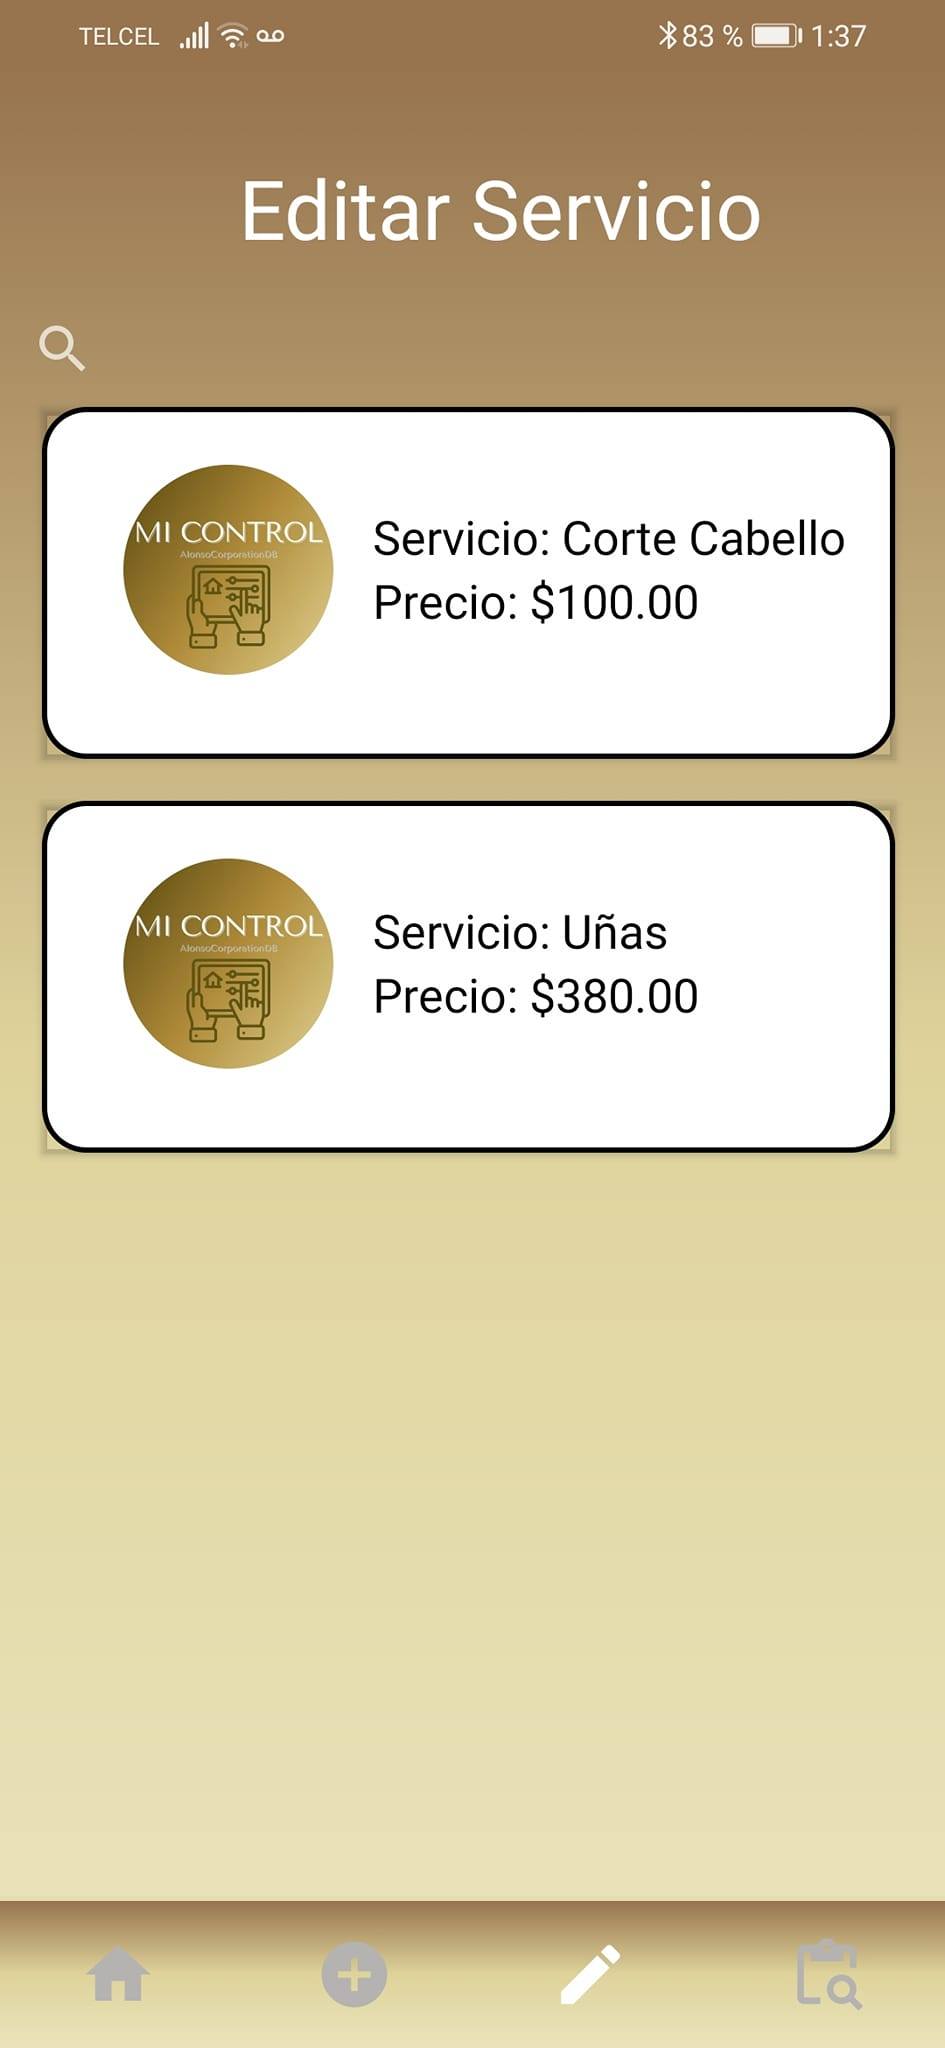 TELCEL 83 % 1:37
Editar Servicio
MI CONTROL
AlonsoCorporationDB
Servicio: Corte Cabello
Precio: $100.00
MI CONTROL
AlonsoCorporationDB
Servicio: Uñas
Precio: $380.00